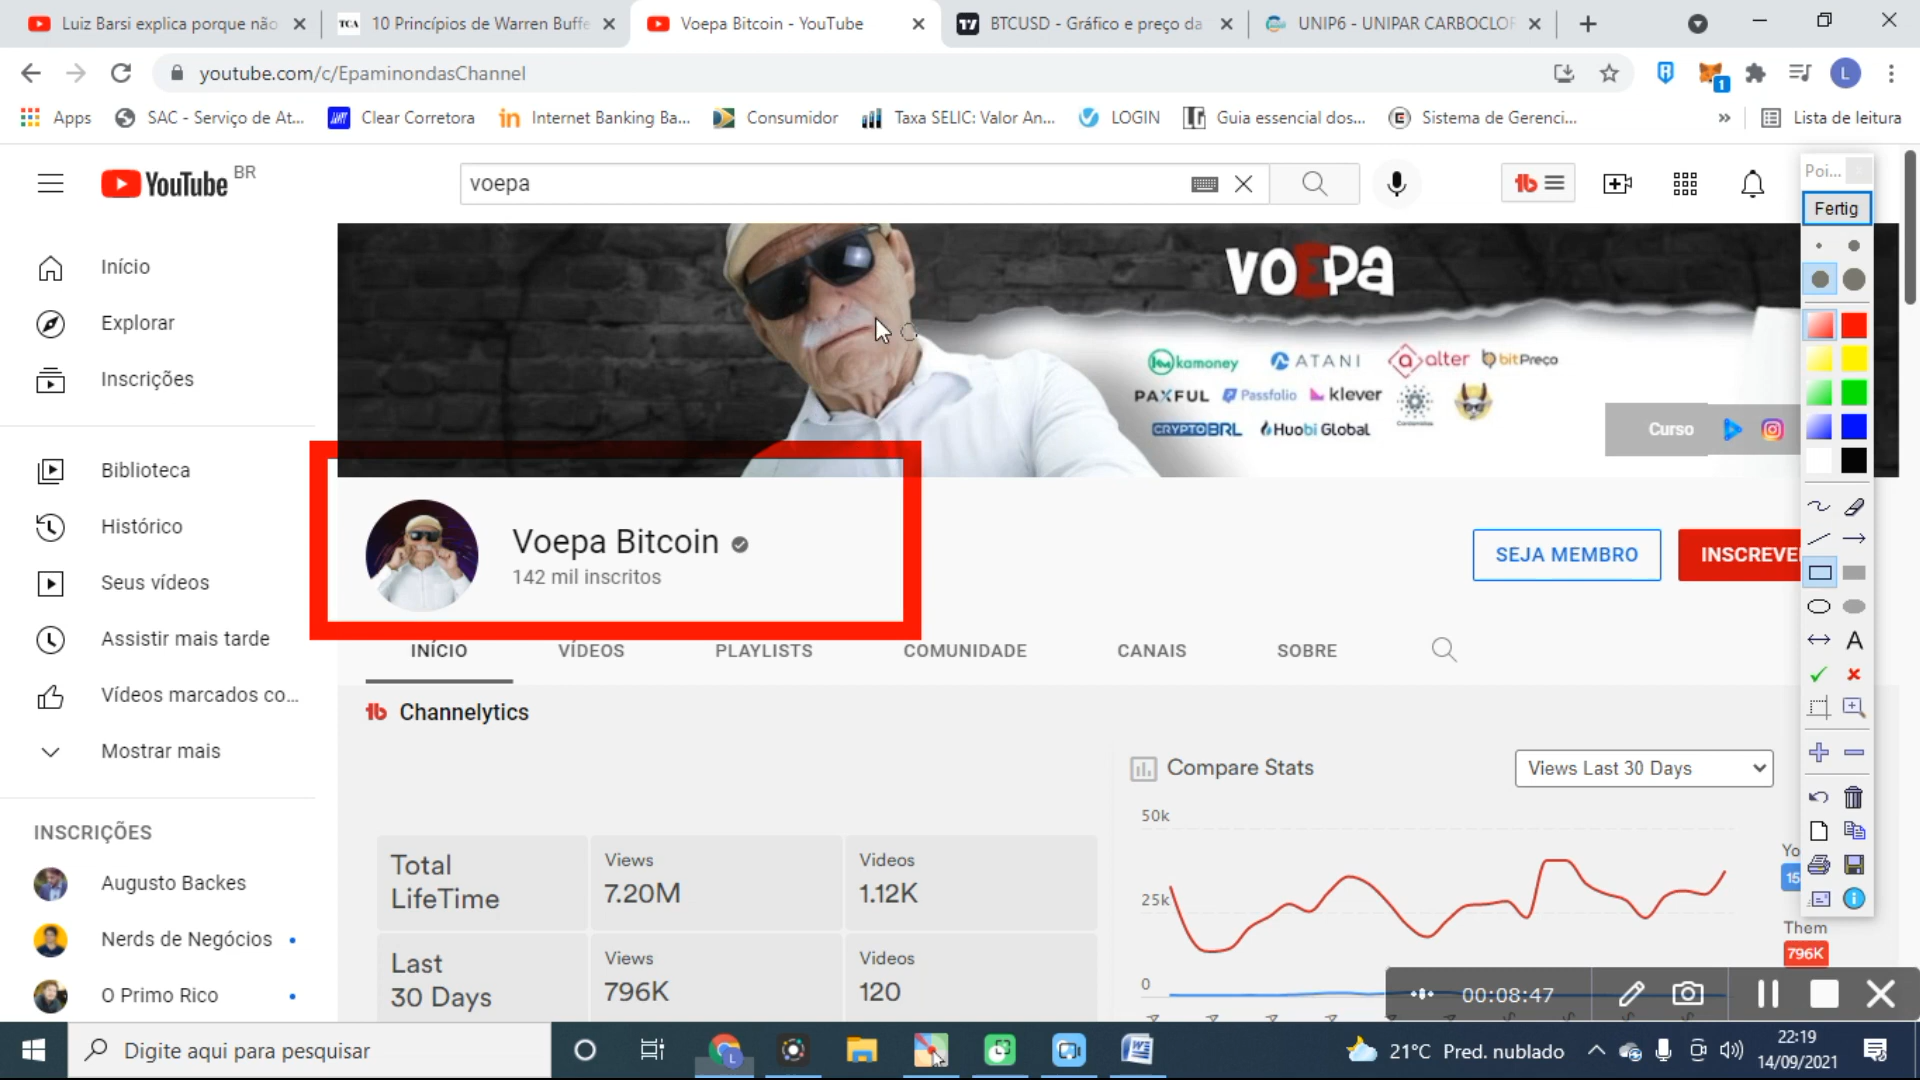 Luiz Barsi explica porque não
TCA 10 Princípios de Warren Buffe
Voepa Bitcoin - YouTube
BTCUSD - Gráfico e preço da
UNIP6 - UNIPAR CARBOCLOR
youtube.com/c/EpaminondasChannel
1
L
Apps
SAC - Serviço de At...
Clear Corretora
in Internet Banking Ba...
Consumidor
Taxa SELIC: Valor An...
LOGIN
Guia essencial dos...
Sistema de Gerenci...
»
Lista de leitura
YouTube BR
voepa
Poi...
Fertig
Início
Explorar
Inscrições
Biblioteca
Histórico
Seus vídeos
Assistir mais tarde
Vídeos marcados co...
Mostrar mais
INSCRIÇÕES
Augusto Backes
Nerds de Negócios
O Primo Rico
VOEPA
kamoney ATANI alter bitPreço
PAXFUL Passfolio klever
CRYPTOBRL Huobi Global
Curso
Voepa Bitcoin
142 mil inscritos
SEJA MEMBRO
INSCREVE
INÍCIO VÍDEOS PLAYLISTS COMUNIDADE CANAIS SOBRE
Channelytics
Compare Stats
Views Last 30 Days
Total LifeTime
Views 7.20M
Videos 1.12K
Last 30 Days
Views 796K
Videos 120
50k
25k
0
Yo
15
Them
796K
A
00:08:47
Digite aqui para pesquisar
L
21°C Pred. nublado
22:19
14/09/2021